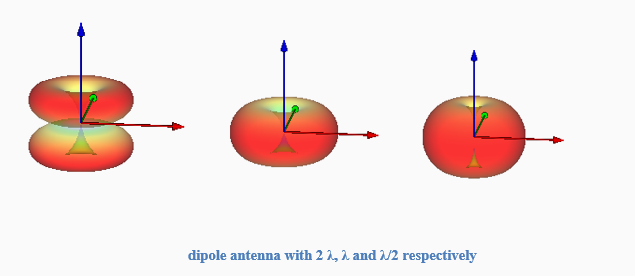 dipole antenna with 2 λ, λ and λ/2 respectively